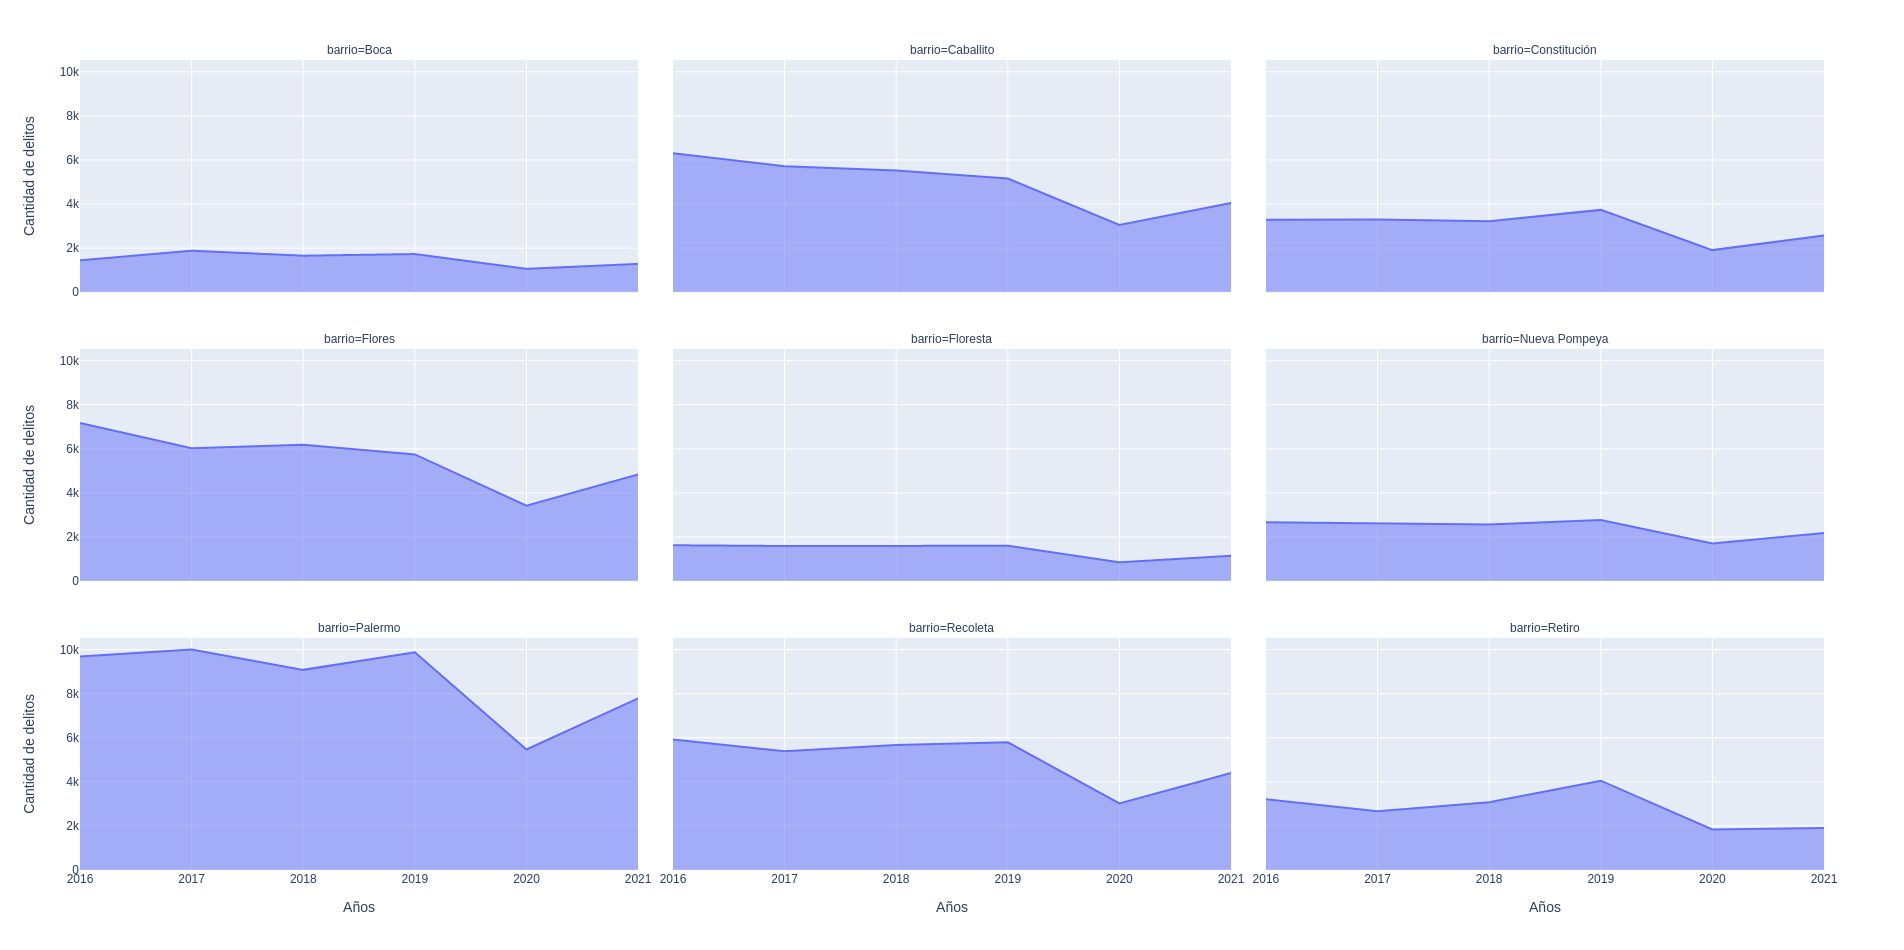 barrio=Boca
barrio=Caballito
barrio=Constitución
10k
8k
6k
4k
2k
0
Cantidad de delitos
barrio=Flores
barrio=Floresta
barrio=Nueva Pompeya
10k
8k
6k
4k
2k
0
Cantidad de delitos
barrio=Palermo
barrio=Recoleta
barrio=Retiro
10k
8k
6k
4k
2k
0
Cantidad de delitos
2016 2017 2018 2019 2020 2021 2016 2017 2018 2019 2020 2021 2016 2017 2018 2019 2020 2021
Años Años Años